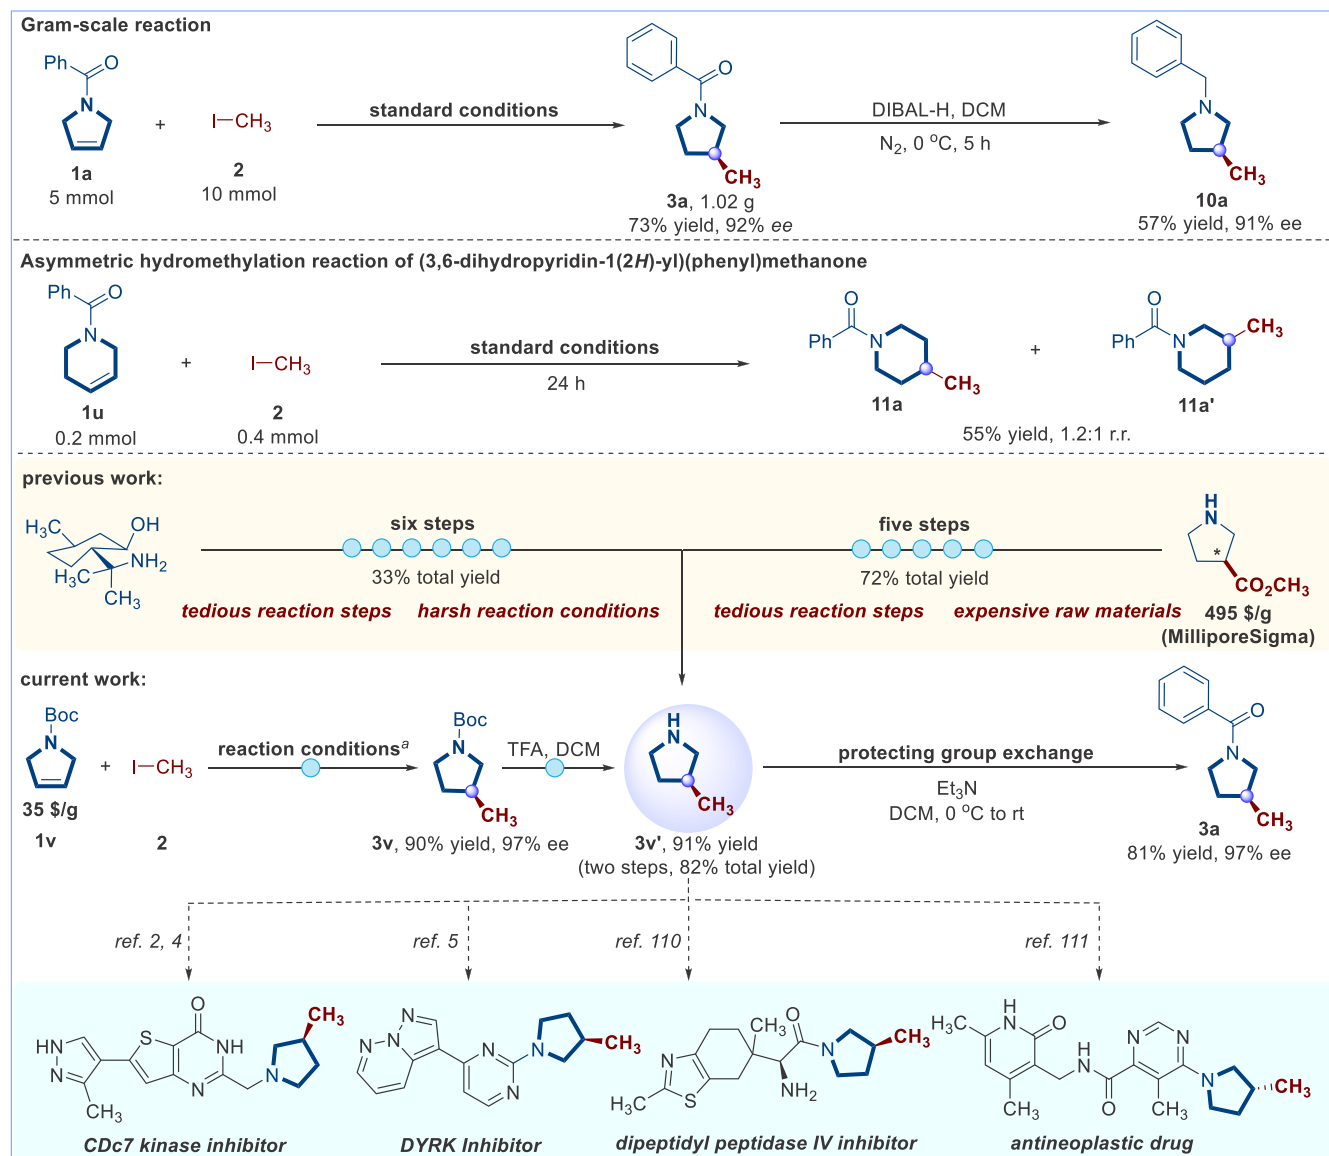 Gram-scale reaction
Ph
O
N
1a
5 mmol
+
I—CH3
2
10 mmol
standard conditions
O
N
CH3
3a, 1.02 g
73% yield, 92% ee
DIBAL-H, DCM
N2, 0 °C, 5 h
N
CH3
10a
57% yield, 91% ee
Asymmetric hydromethylation reaction of (3,6-dihydropyridin-1(2H)-yl)(phenyl)methanone
Ph
O
N
1u
0.2 mmol
+
I—CH3
2
0.4 mmol
standard conditions
24 h
O
Ph
N
CH3
11a
+
O
Ph
N
CH3
11a'
55% yield, 1.2:1 r.r.
previous work:
H3C
OH
NH2
H3C
CH3
six steps
33% total yield
tedious reaction steps harsh reaction conditions
five steps
72% total yield
tedious reaction steps expensive raw materials
H
N
*
CO2CH3
495 $/g
(MilliporeSigma)
current work:
Boc
N
35 $/g
1v
+
I—CH3
2
reaction conditionsa
Boc
N
CH3
3v, 90% yield, 97% ee
TFA, DCM
H
N
CH3
3v', 91% yield
(two steps, 82% total yield)
protecting group exchange
Et3N
DCM, 0 °C to rt
O
N
CH3
3a
81% yield, 97% ee
ref. 2, 4
ref. 5
ref. 110
ref. 111
HN
N
CH3
S
O
NH
N
N
CH3
CDc7 kinase inhibitor
N
N
N
N
N
N
CH3
DYRK Inhibitor
H3C
N
S
CH3
O
NH2
N
CH3
dipeptidyl peptidase IV inhibitor
CH3
H
N
O
CH3
NH
O
N
N
CH3
N
CH3
antineoplastic drug